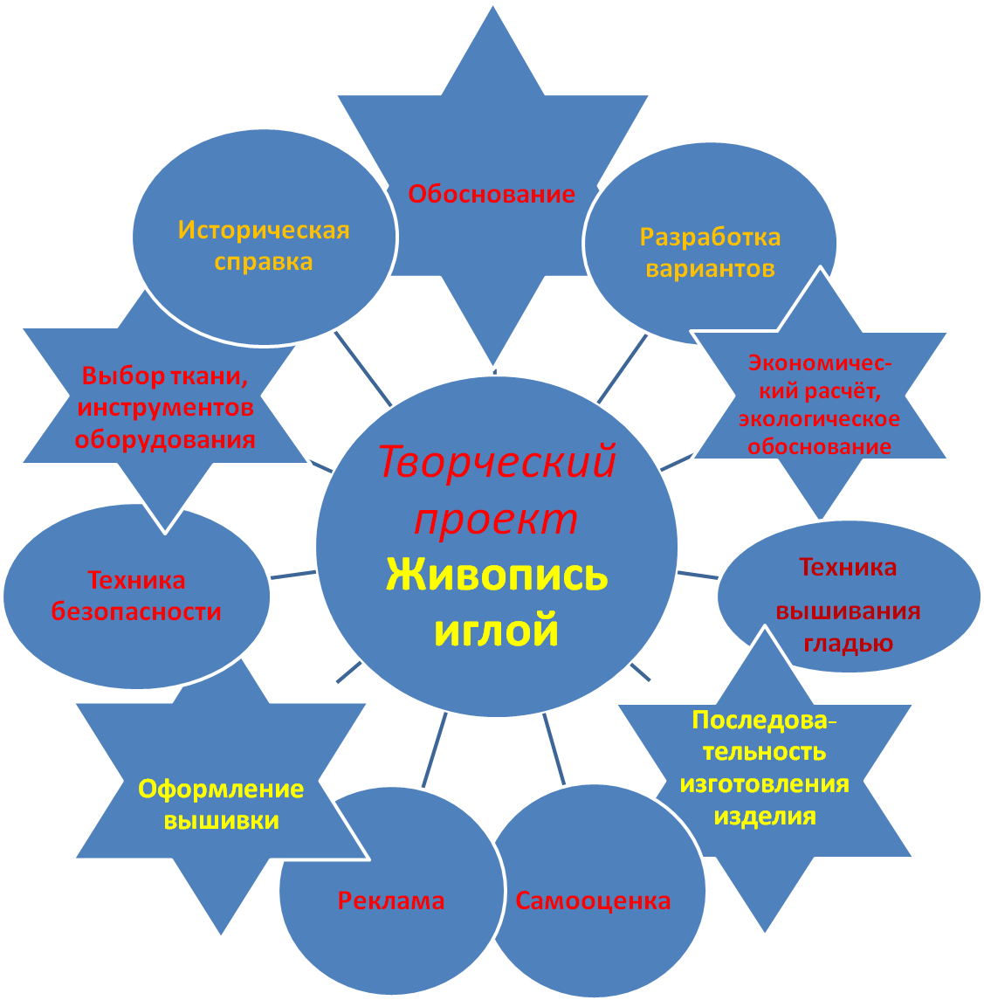 Обоснование
Историческая
справка
Разработка
вариантов
Выбор ткани,
инструментов
оборудования
Экономичес-
кий расчёт,
экологическое
обоснование
Творческий
проект
Живопись
иглой
Техника
безопасности
Техника
вышивания
гладью
Последова-
тельность
изготовления
изделия
Оформление
вышивки
Реклама
Самооценка